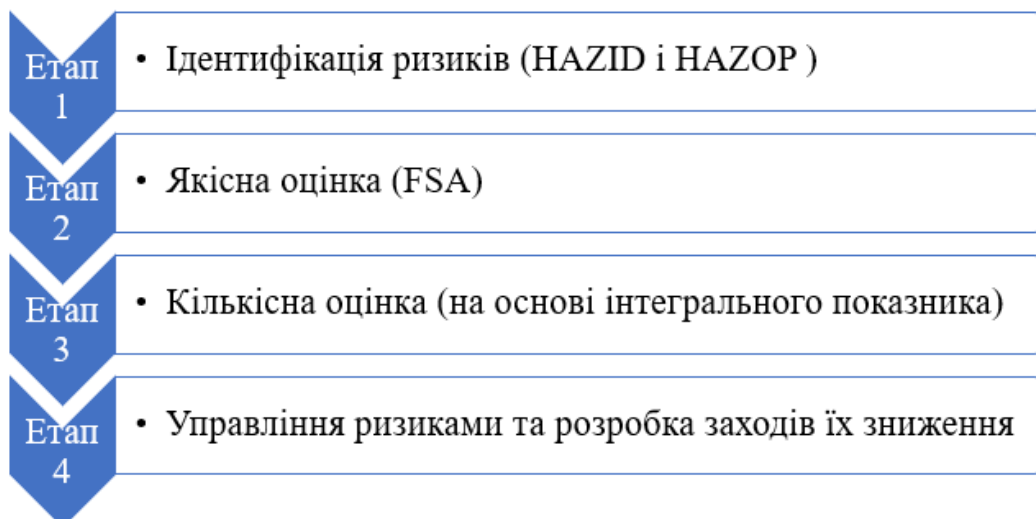 Етап
1
• Ідентифікація ризиків (HAZID і HAZOP )
Етап
2
• Якісна оцінка (FSA)
Етап
3
• Кількісна оцінка (на основі інтегрального показника)
Етап
4
• Управління ризиками та розробка заходів їх зниження